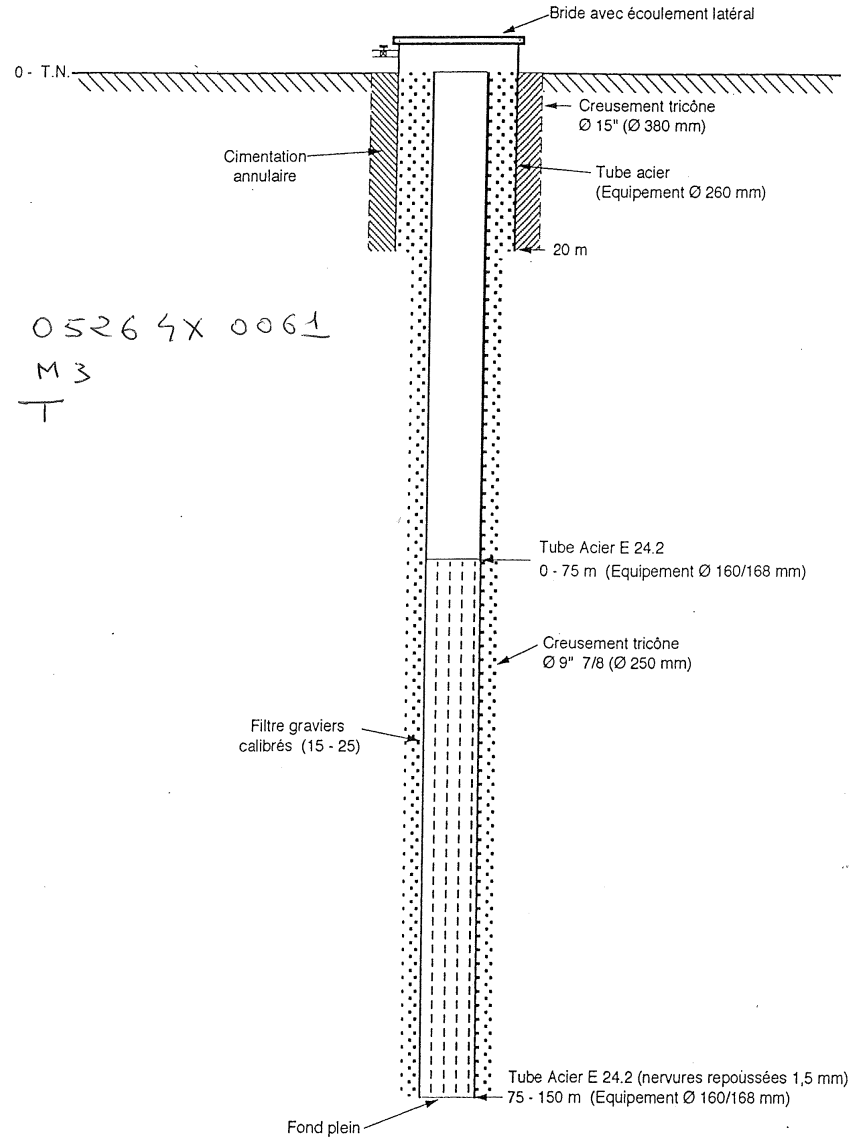 Bride avec écoulement latéral
0 - T.N.
Creusement tricône
Ø 15" (Ø 380 mm)
Cimentation
annulaire
Tube acier
(Equipement Ø 260 mm)
20 m
05264X 0061
M 3
T
Tube Acier E 24.2
0 - 75 m (Equipement Ø 160/168 mm)
Creusement tricône
Ø 9" 7/8 (Ø 250 mm)
Filtre graviers
calibrés (15 - 25)
Tube Acier E 24.2 (nervures repoussées 1,5 mm)
75 - 150 m (Equipement Ø 160/168 mm)
Fond plein